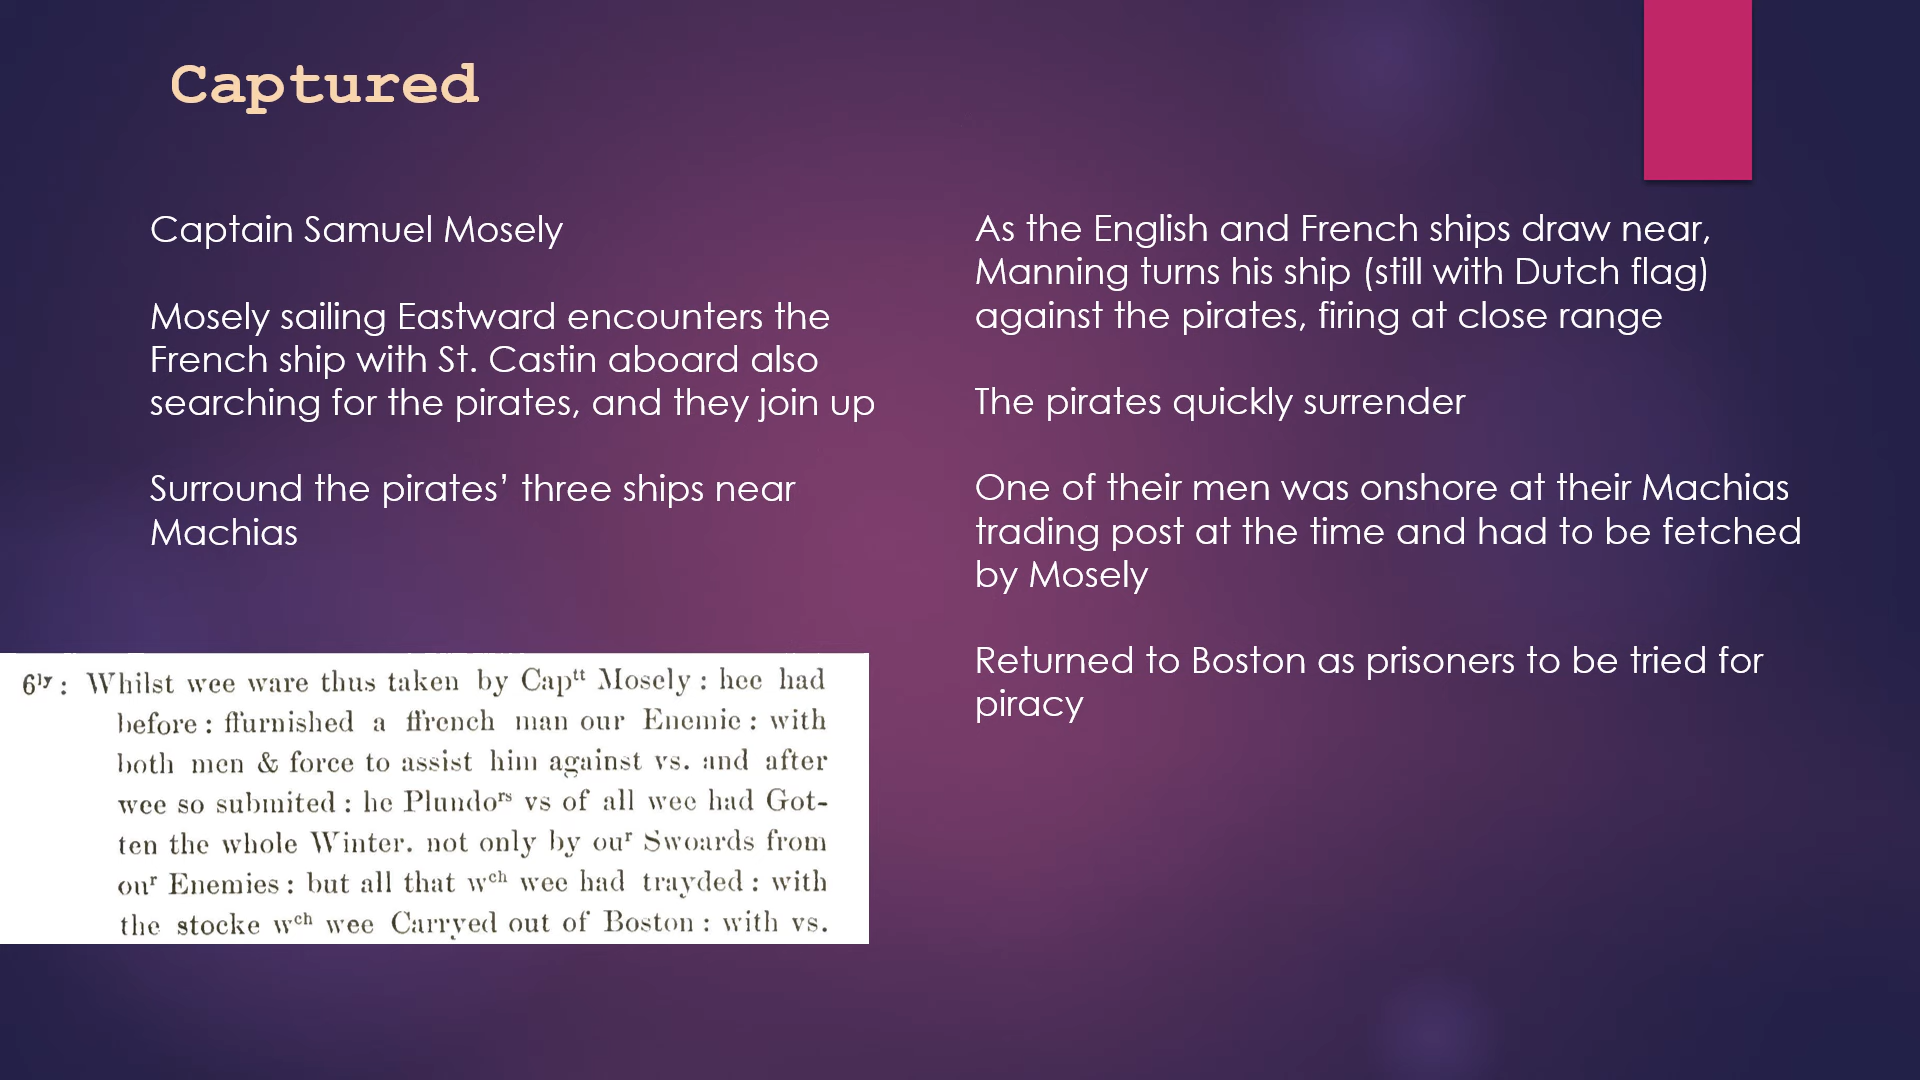 Captured
Captain Samuel Mosely
Mosely sailing Eastward encounters the
French ship with St. Castin aboard also
searching for the pirates, and they join up
Surround the pirates’ three ships near
Machias
6ˡʸ : Whilst wee ware thus taken by Capᵗᵗ Mosely : hee had
before : ffurnished a ffrench man our Enemie : with
both men & force to assist him against vs. and after
wee so submited : he Plundoʳˢ vs of all wee had Got-
ten the whole Winter. not only by ouʳ Swoards from
ouʳ Enemies : but all that wᶜʰ wee had trayded : with
the stocke wᶜʰ wee Carryed out of Boston : with vs.
As the English and French ships draw near,
Manning turns his ship (still with Dutch flag)
against the pirates, firing at close range
The pirates quickly surrender
One of their men was onshore at their Machias
trading post at the time and had to be fetched
by Mosely
Returned to Boston as prisoners to be tried for
piracy